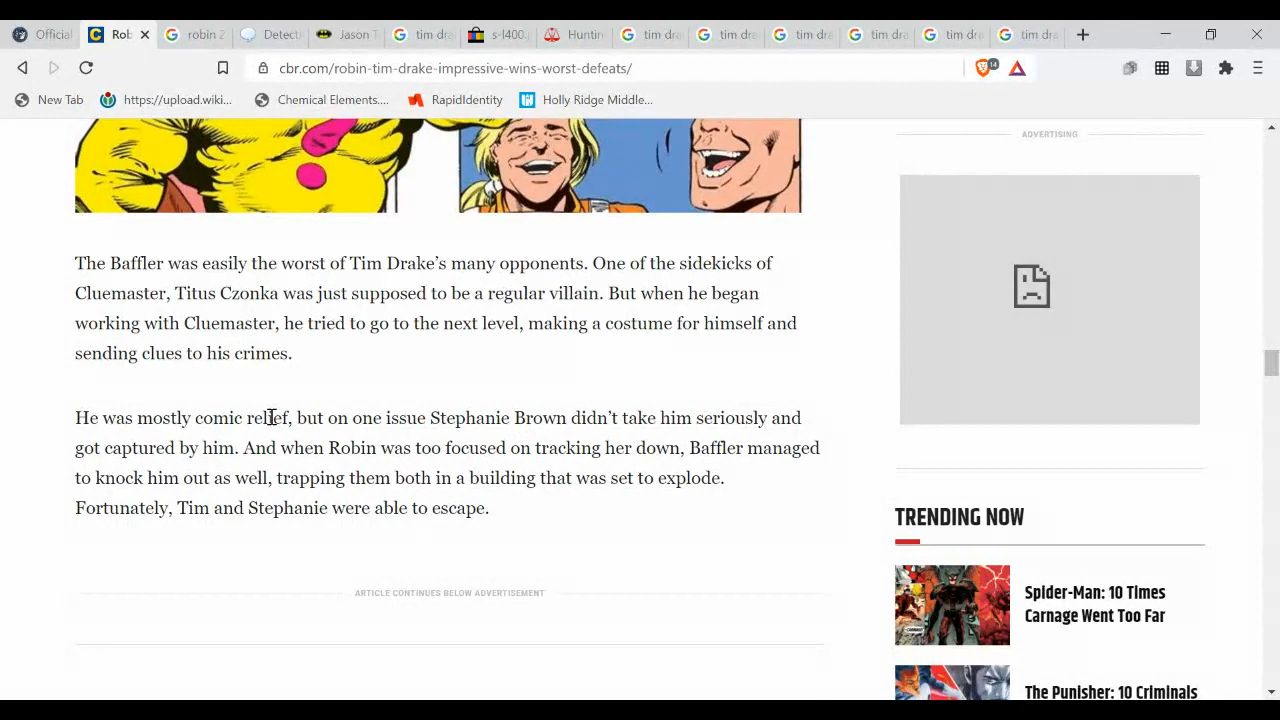 Official
Rob
robin 2
Detecti
Jason T
tim dra
s-l400.
Huntin
tim dra
tim dra
tim dra
tim dra
tim dra
tim dra
cbr.com/robin-tim-drake-impressive-wins-worst-defeats/
14
New Tab
https://upload.wiki...
Chemical Elements....
RapidIdentity
Holly Ridge Middle...
ADVERTISING
The Baffler was easily the worst of Tim Drake’s many opponents. One of the sidekicks of
Cluemaster, Titus Czonka was just supposed to be a regular villain. But when he began
working with Cluemaster, he tried to go to the next level, making a costume for himself and
sending clues to his crimes.
He was mostly comic relief, but on one issue Stephanie Brown didn’t take him seriously and
got captured by him. And when Robin was too focused on tracking her down, Baffler managed
to knock him out as well, trapping them both in a building that was set to explode.
Fortunately, Tim and Stephanie were able to escape.
ARTICLE CONTINUES BELOW ADVERTISEMENT
TRENDING NOW
Spider-Man: 10 Times
Carnage Went Too Far
The Punisher: 10 Criminals